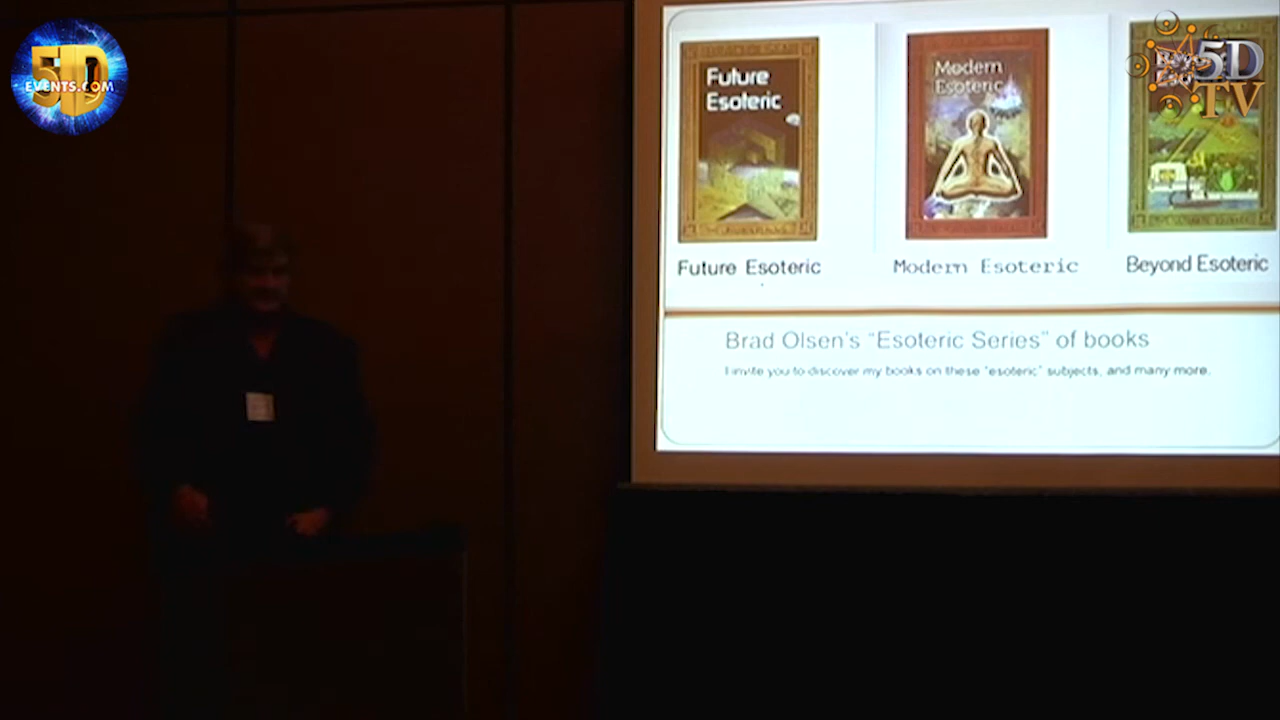 5D
EVENTS.COM
5D
TV
Future
Esoteric
Modern
Esoteric
Future Esoteric
Modern Esoteric
Beyond Esoteric
Brad Olsen's "Esoteric Series" of books
I invite you to discover my books on these "esoteric" subjects, and many more.